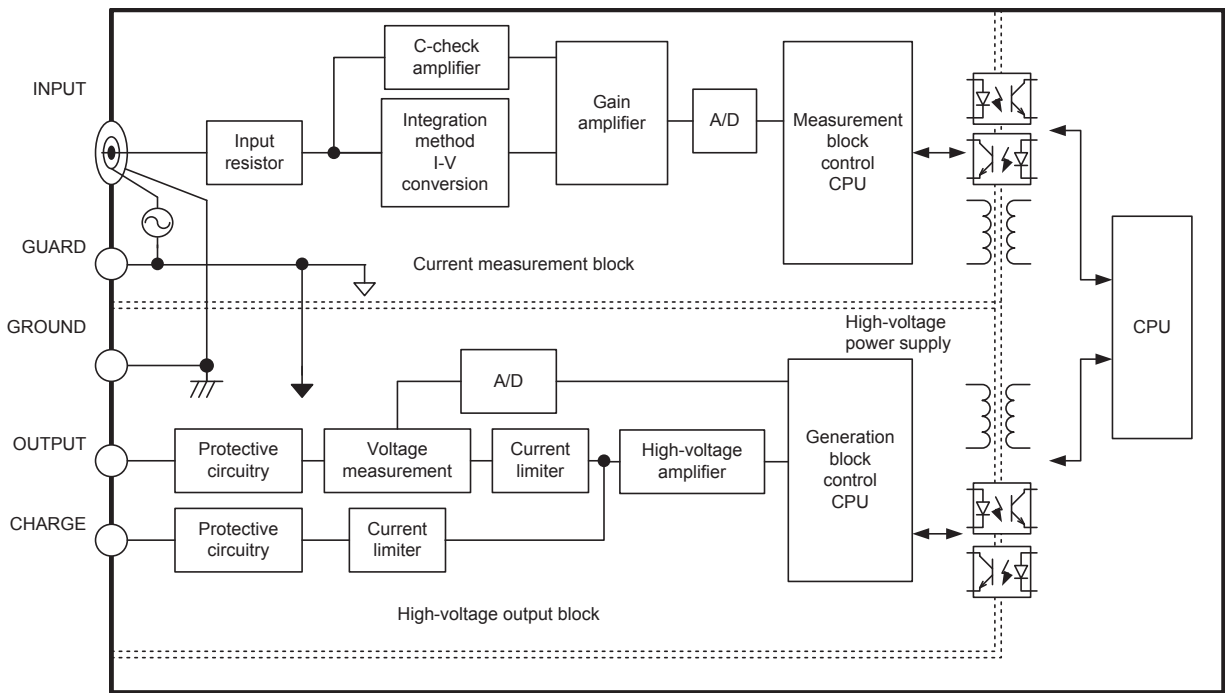 INPUT
C-check
amplifier
Input
resistor
Integration
method
I-V
conversion
Gain
amplifier
A/D
Measurement
block
control
CPU
GUARD
Current measurement block
GROUND
High-voltage
power supply
CPU
A/D
OUTPUT
Protective
circuitry
Voltage
measurement
Current
limiter
High-voltage
amplifier
Generation
block
control
CPU
CHARGE
Protective
circuitry
Current
limiter
High-voltage output block